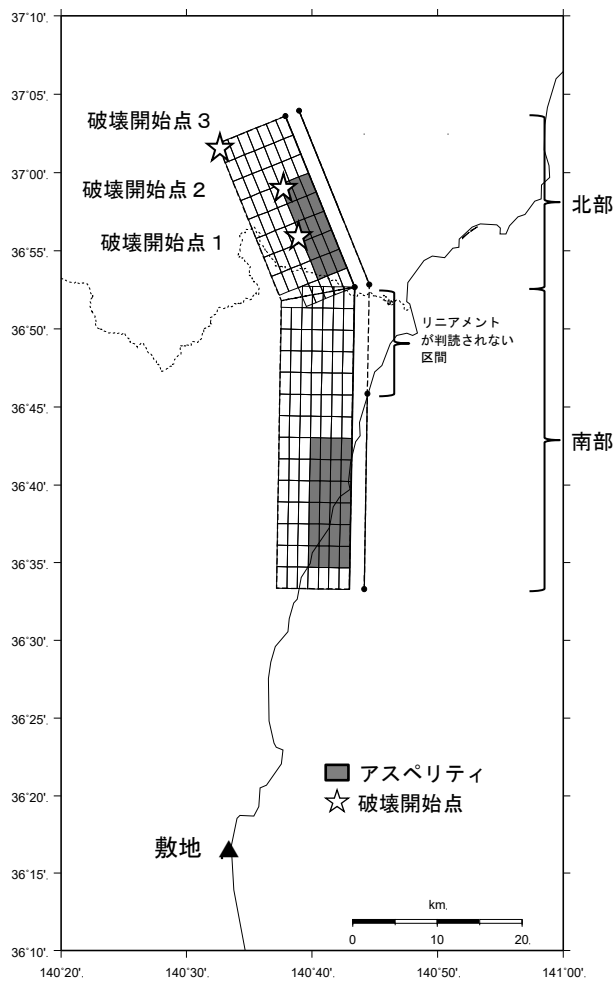 37˚10'.
37˚05'.
37˚00'.
36˚55'.
36˚50'.
36˚45'.
36˚40'.
36˚35'.
36˚30'.
36˚25'.
36˚20'.
36˚15'.
36˚10'.
破壊開始点３
破壊開始点２
破壊開始点１
北部
リニアメント
が判読されない
区間
南部
アスペリティ
破壊開始点
敷地
km.
0 10 20.
140˚20'. 140˚30'. 140˚40'. 140˚50'. 141˚00'.